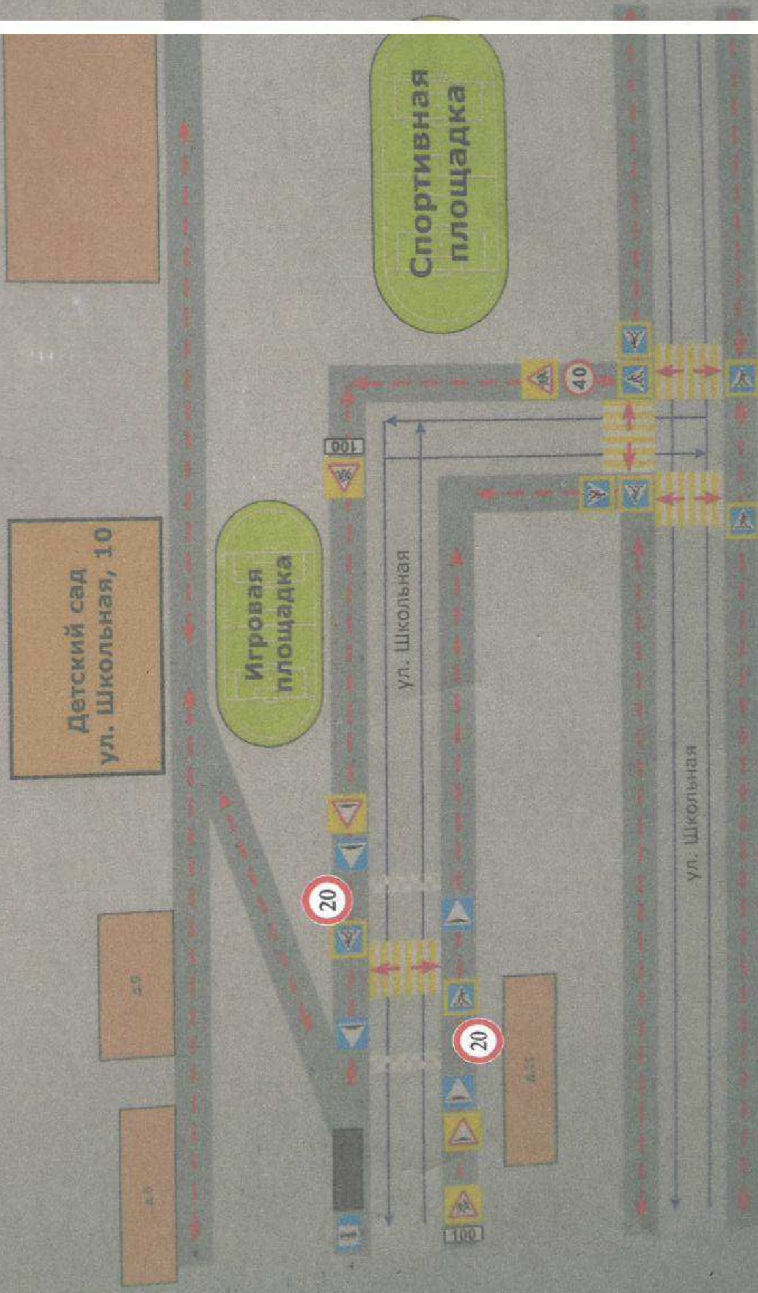 Детский сад
ул. Школьная, 10
Игровая
площадка
Спортивная
площадка
20
100
ул. Школьная
100
20
40
ул. Школьная